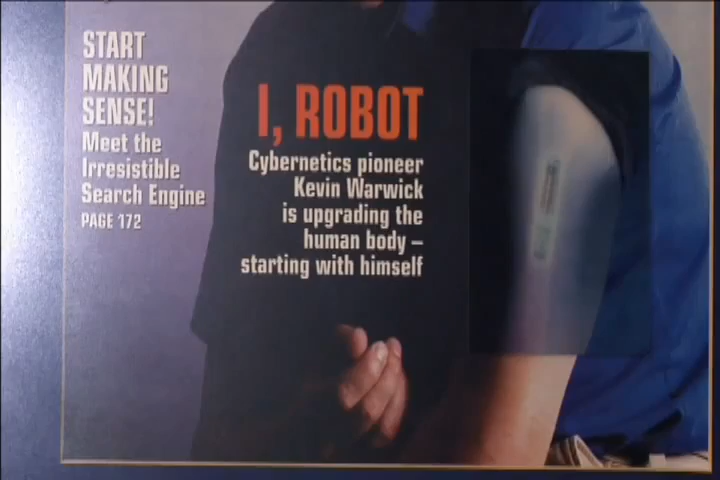 START
MAKING
SENSE!
Meet the
Irresistible
Search Engine
PAGE 172
I, ROBOT
Cybernetics pioneer
Kevin Warwick
is upgrading the
human body –
starting with himself